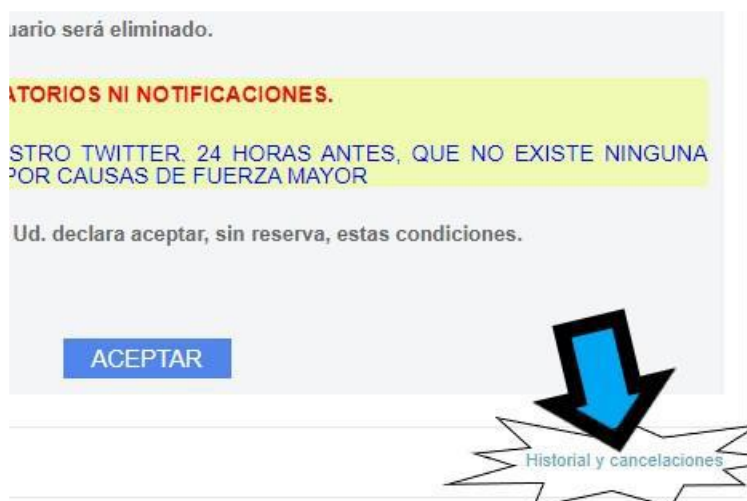 uario será eliminado.
ATORIOS NI NOTIFICACIONES.
STRO TWITTER. 24 HORAS ANTES, QUE NO EXISTE NINGUNA
POR CAUSAS DE FUERZA MAYOR
Ud. declara aceptar, sin reserva, estas condiciones.
ACEPTAR
Historial y cancelaciones